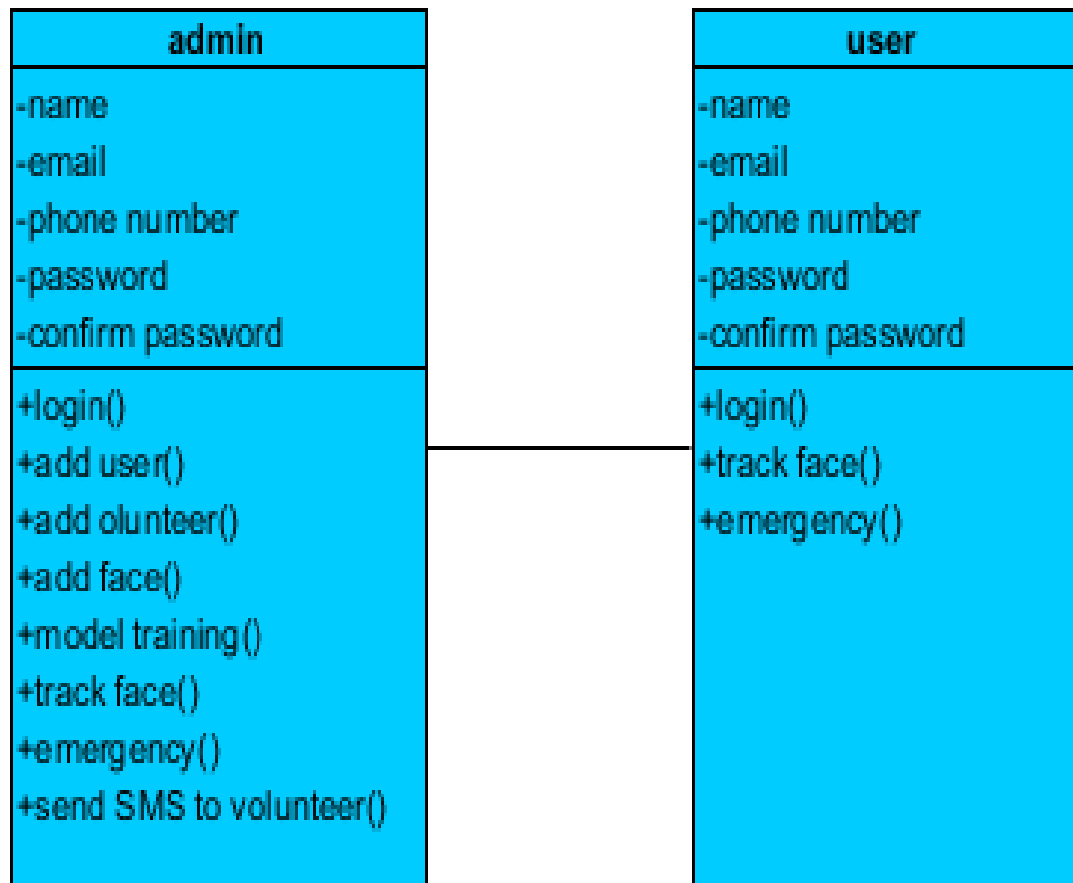 admin
-name
-email
-phone number
-password
-confirm password
+login()
+add user()
+add olunteer()
+add face()
+model training()
+track face()
+emergency()
+send SMS to volunteer()
user
-name
-email
-phone number
-password
-confirm password
+login()
+track face()
+emergency()